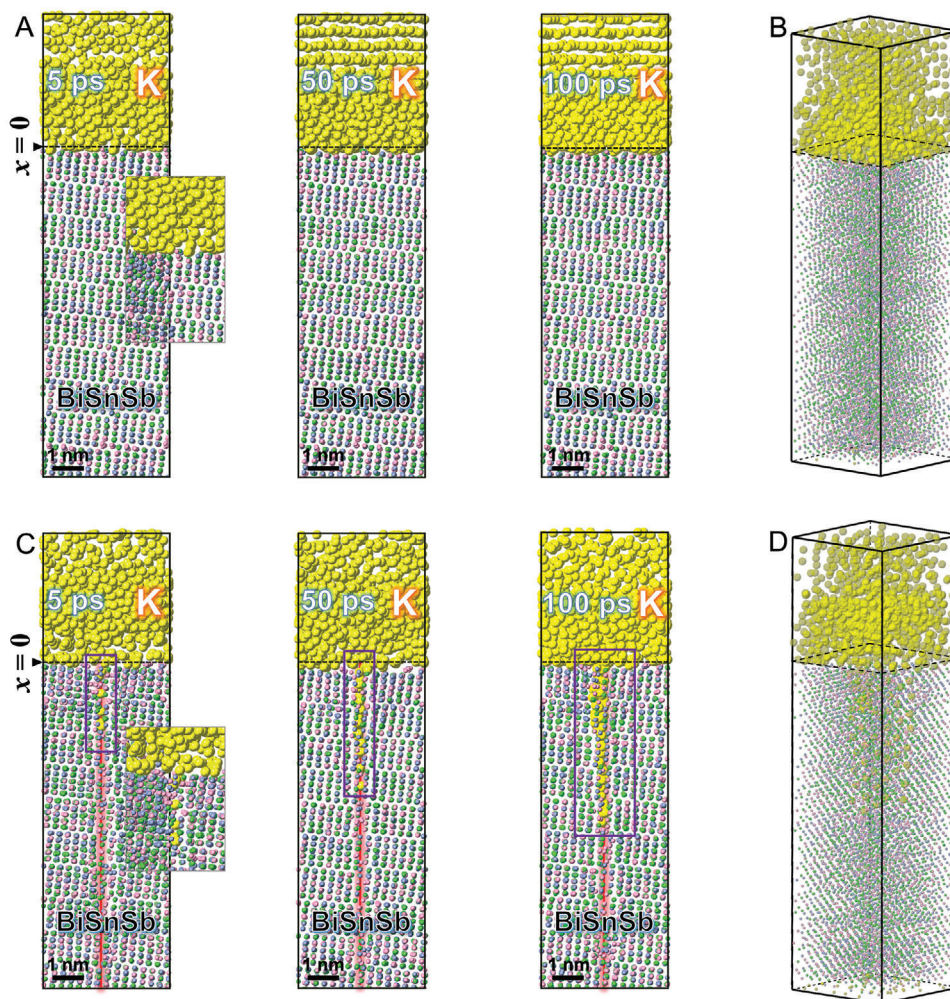 A
B
5 ps K
50 ps K
100 ps K
x = 0
BiSnSb
BiSnSb
BiSnSb
1 nm
1 nm
1 nm
C
D
5 ps K
50 ps K
100 ps K
x = 0
BiSnSb
BiSnSb
BiSnSb
1 nm
1 nm
1 nm